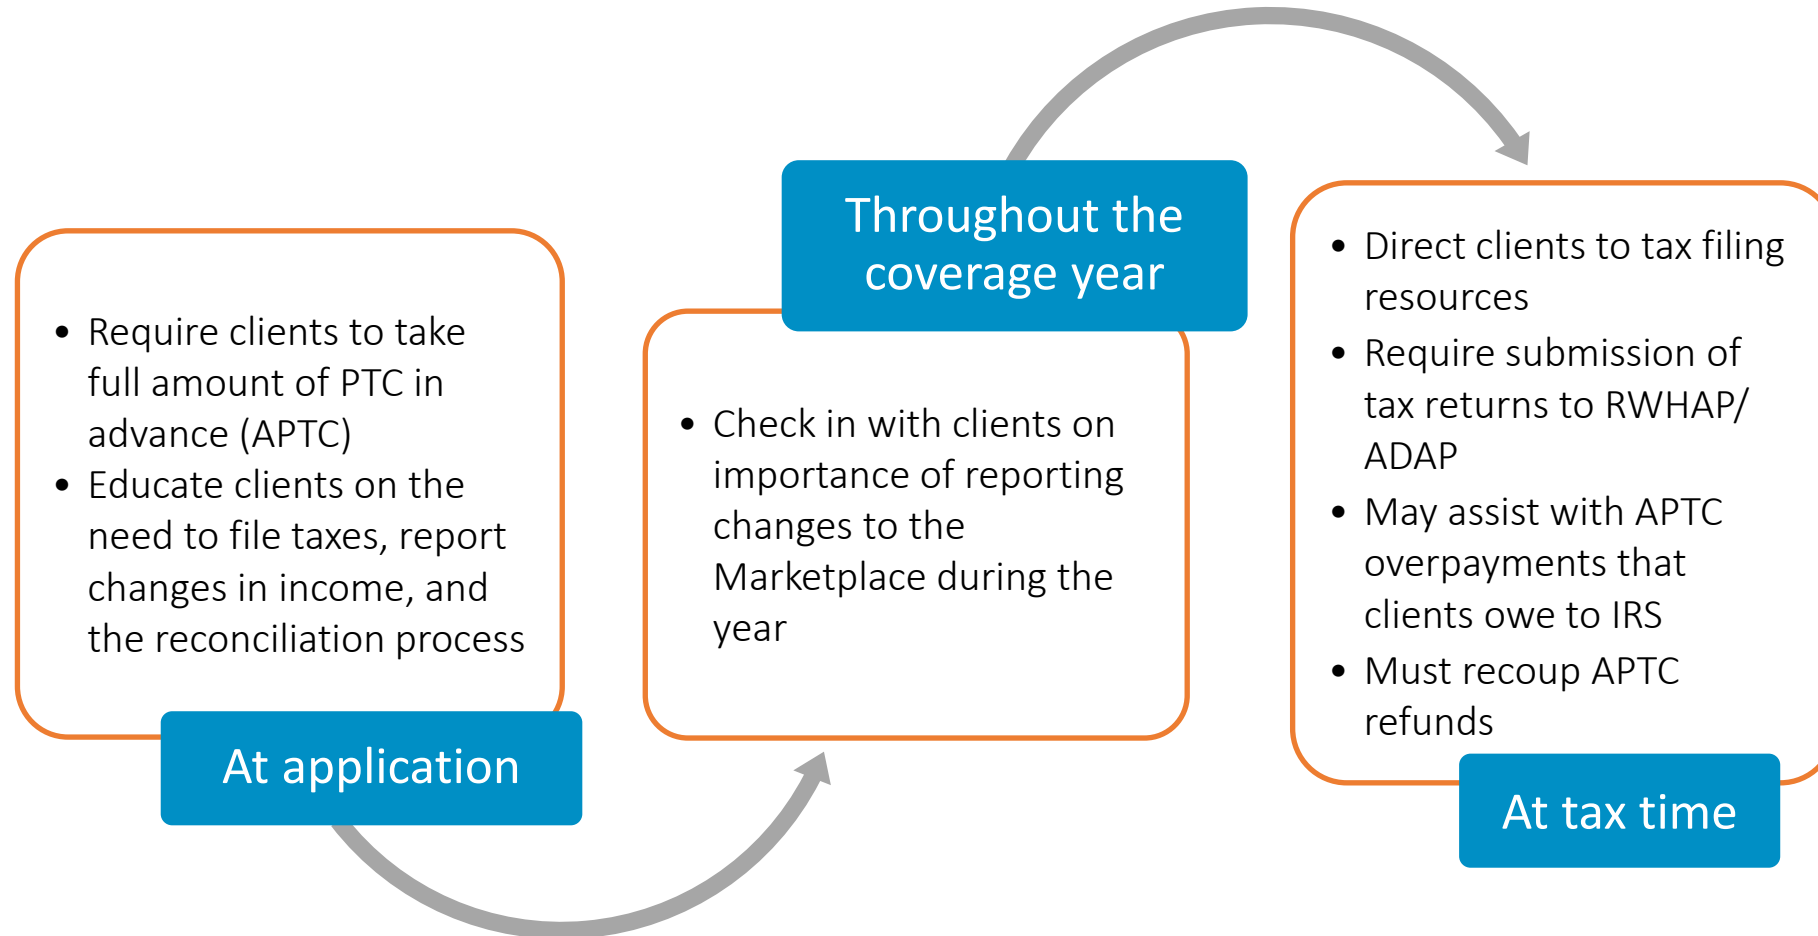 • Require clients to take
full amount of PTC in
advance (APTC)
• Educate clients on the
need to file taxes, report
changes in income, and
the reconciliation process
At application
Throughout the
coverage year
• Check in with clients on
importance of reporting
changes to the
Marketplace during the
year
• Direct clients to tax filing
resources
• Require submission of
tax returns to RWHAP/
ADAP
• May assist with APTC
overpayments that
clients owe to IRS
• Must recoup APTC
refunds
At tax time